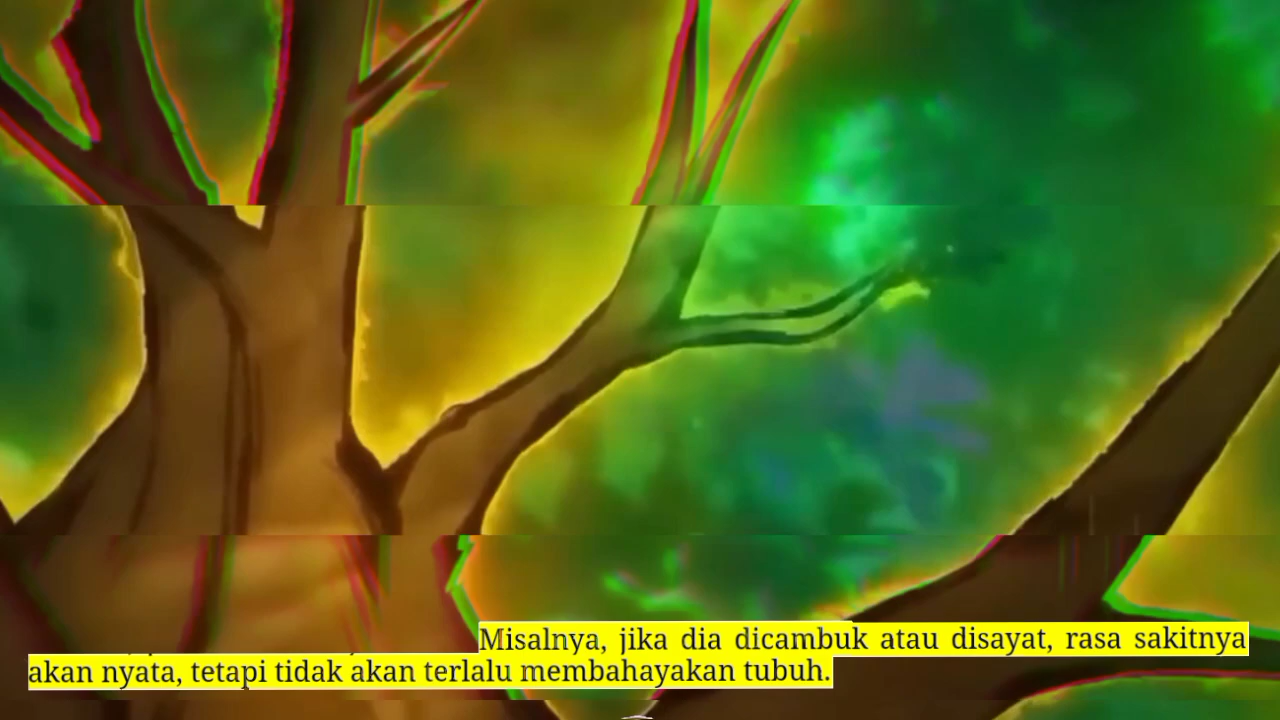 Misalnya, jika dia dicambuk atau disayat, rasa sakitnya
akan nyata, tetapi tidak akan terlalu membahayakan tubuh.